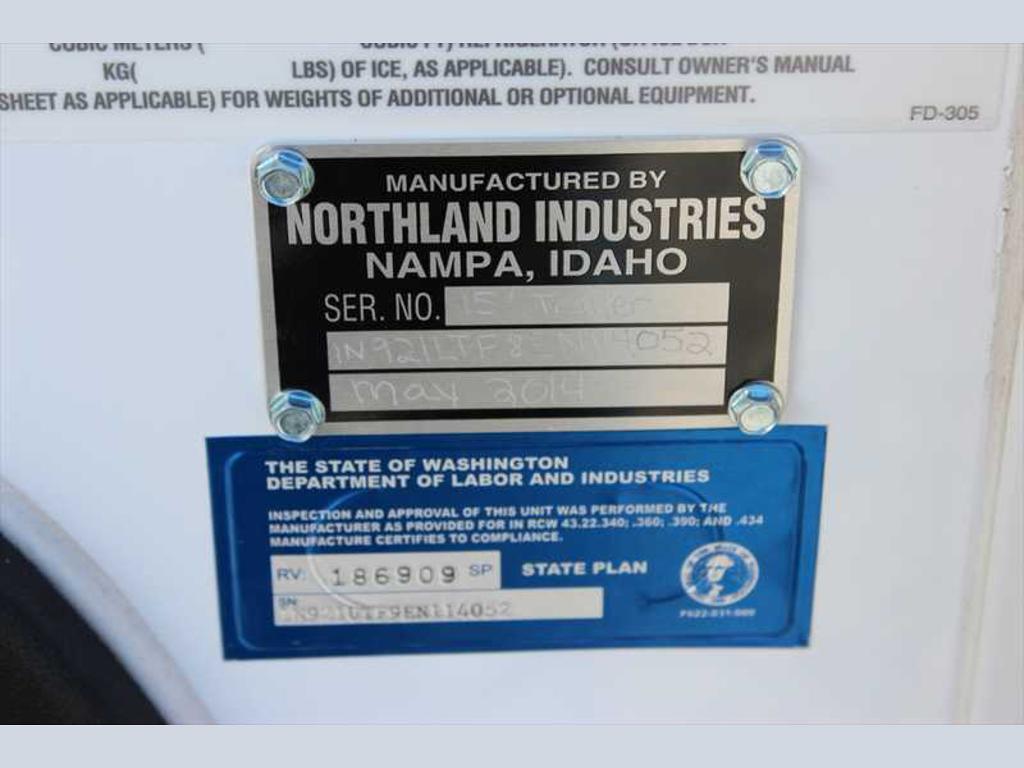 KG( LBS) OF ICE, AS APPLICABLE). CONSULT OWNER'S MANUAL
SHEET AS APPLICABLE) FOR WEIGHTS OF ADDITIONAL OR OPTIONAL EQUIPMENT.
FD-305
MANUFACTURED BY
NORTHLAND INDUSTRIES
NAMPA, IDAHO
SER. NO. 15' Trailer
May 2014
THE STATE OF WASHINGTON
DEPARTMENT OF LABOR AND INDUSTRIES
INSPECTION AND APPROVAL OF THIS UNIT WAS PERFORMED BY THE
MANUFACTURER AS PROVIDED FOR IN RCW 43.22.340; .360; .390; AND .434
MANUFACTURE CERTIFIES TO COMPLIANCE.
RV: 186909 SP STATE PLAN
SN